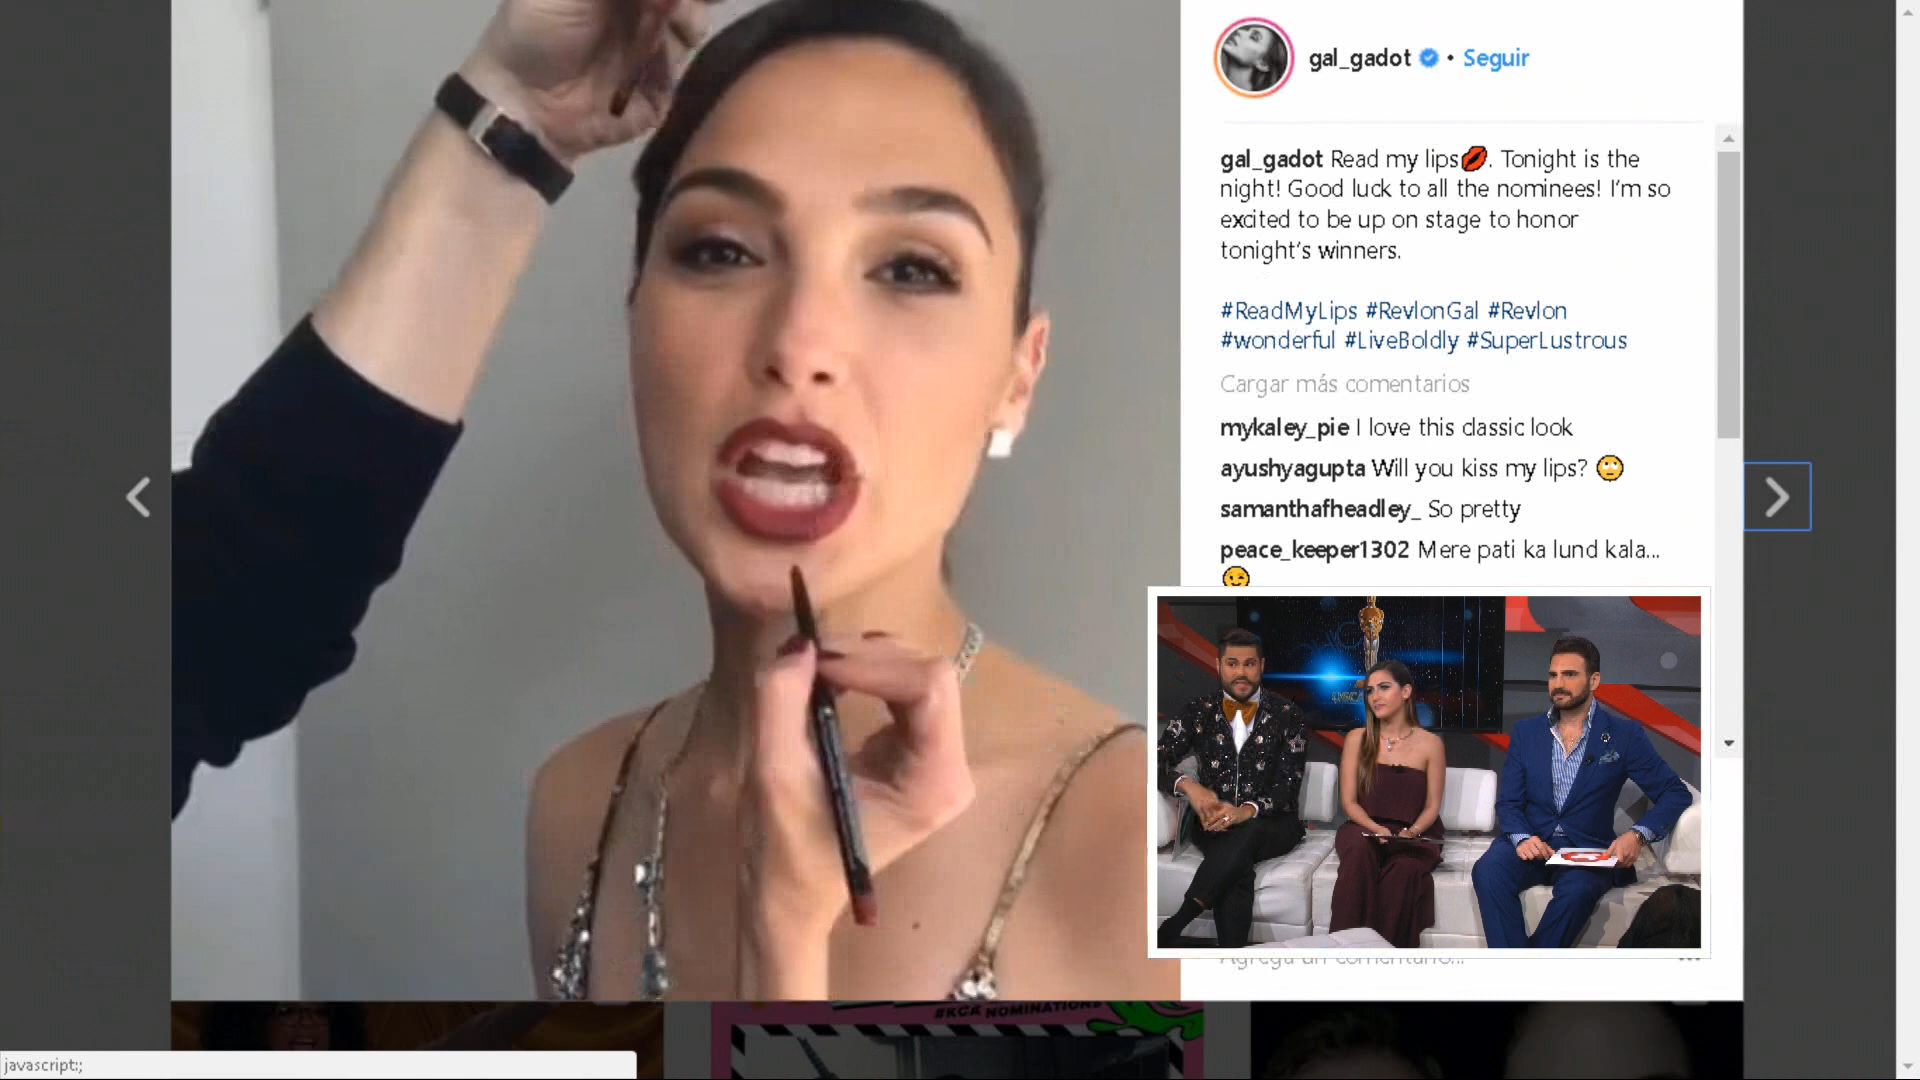 gal_gadot • Seguir
gal_gadot Read my lips💋. Tonight is the
night! Good luck to all the nominees! I'm so
excited to be up on stage to honor
tonight's winners.
#ReadMyLips #RevlonGal #Revlon
#wonderful #LiveBoldly #SuperLustrous
Cargar más comentarios
mykaley_pie I love this classic look
ayushyagupta Will you kiss my lips? 🙄
samanthafheadley_ So pretty
peace_keeper1302 Mere pati ka lund kala...
😉
Agrega un comentario...
#KCA NOMINATIONS
javascript:;